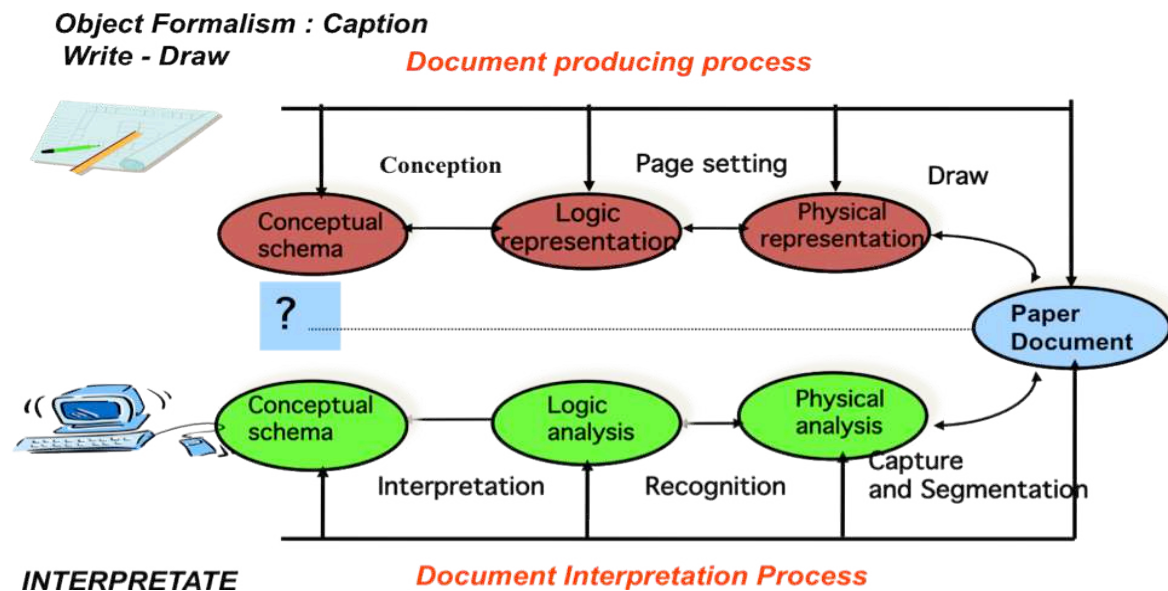 Object Formalism : Caption
Write - Draw
Document producing process
Conception
Page setting
Draw
Conceptual
schema
Logic
representation
Physical
representation
?
Paper
Document
Conceptual
schema
Logic
analysis
Physical
analysis
Interpretation
Recognition
Capture
and Segmentation
INTERPRETATE
Document Interpretation Process